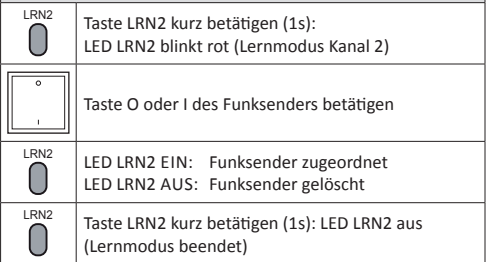 LRN2
Taste LRN2 kurz betätigen (1s):
LED LRN2 blinkt rot (Lernmodus Kanal 2)
O
I
Taste O oder I des Funksenders betätigen
LRN2
LED LRN2 EIN: Funksender zugeordnet
LED LRN2 AUS: Funksender gelöscht
LRN2
Taste LRN2 kurz betätigen (1s): LED LRN2 aus
(Lernmodus beendet)